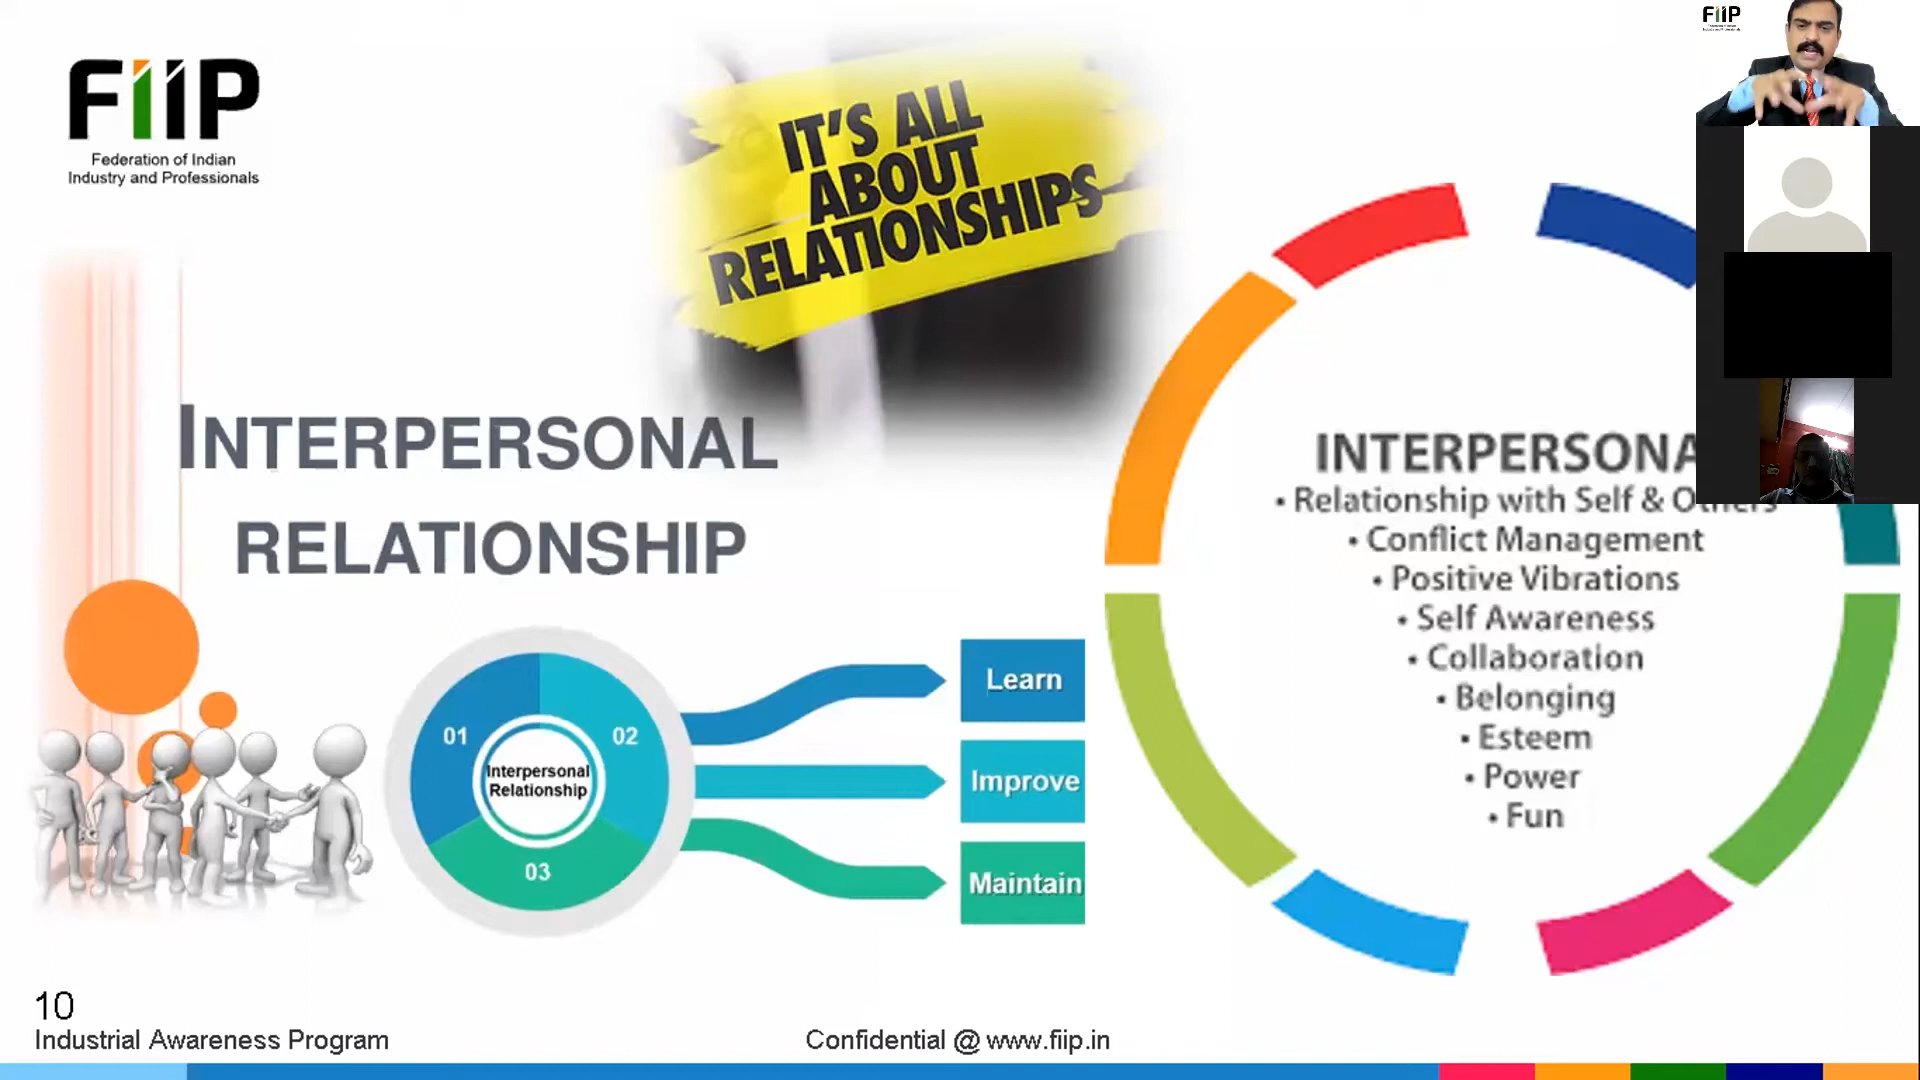 FiiP
Federation of Indian
Industry and Professionals
IT'S ALL
ABOUT
RELATIONSHIPS
INTERPERSONAL
RELATIONSHIP
01
02
03
Interpersonal
Relationship
Learn
Improve
Maintain
INTERPERSONA
• Relationship with Self & Others
• Conflict Management
• Positive Vibrations
• Self Awareness
• Collaboration
• Belonging
• Esteem
• Power
• Fun
FiiP
10
Industrial Awareness Program
Confidential @ www.fiip.in